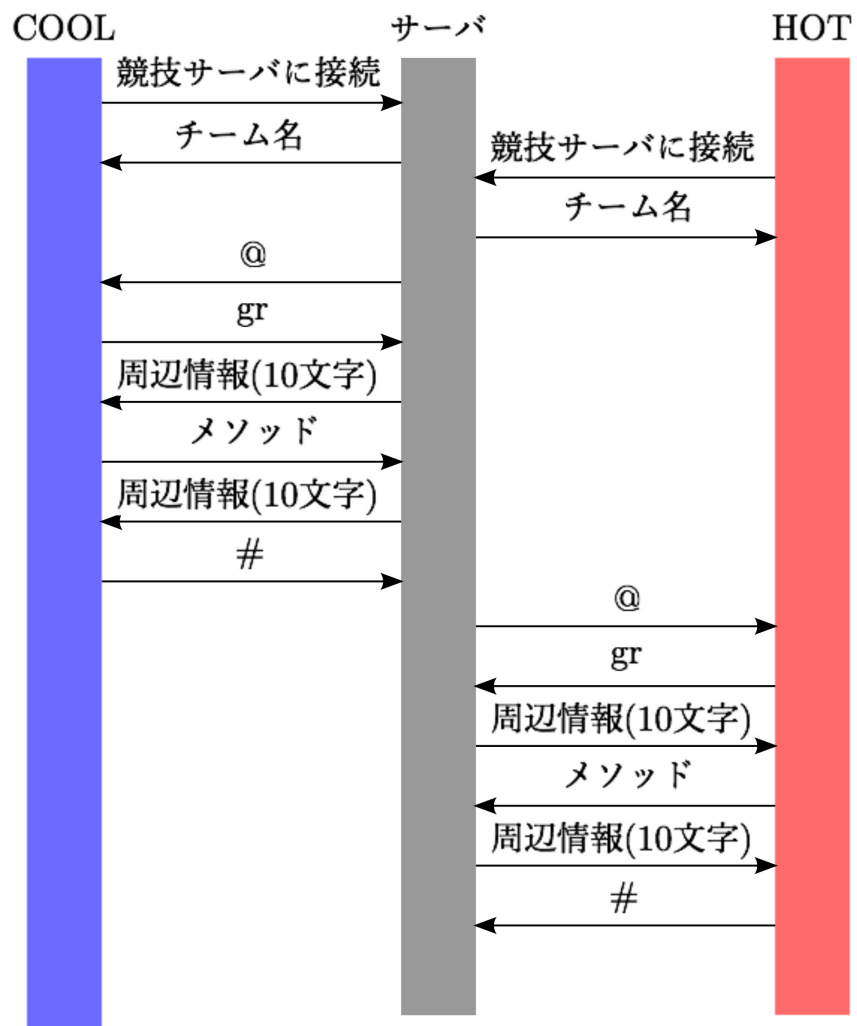 COOL サーバ HOT
競技サーバに接続
チーム名
競技サーバに接続
チーム名
@
gr
周辺情報(10文字)
メソッド
周辺情報(10文字)
#
@
gr
周辺情報(10文字)
メソッド
周辺情報(10文字)
#